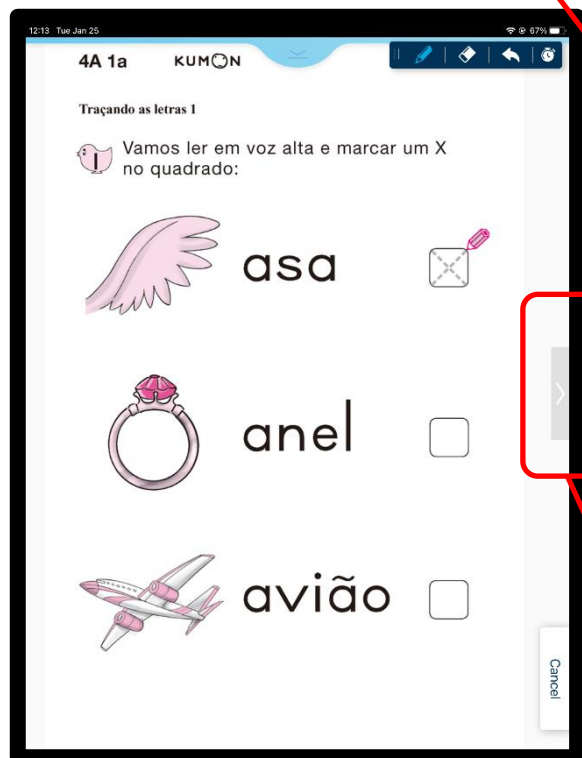 12:13 Tue Jan 25 67%
4A 1a KUMON
Traçando as letras 1
1 Vamos ler em voz alta e marcar um X
no quadrado:
asa
anel
avião
Cancel